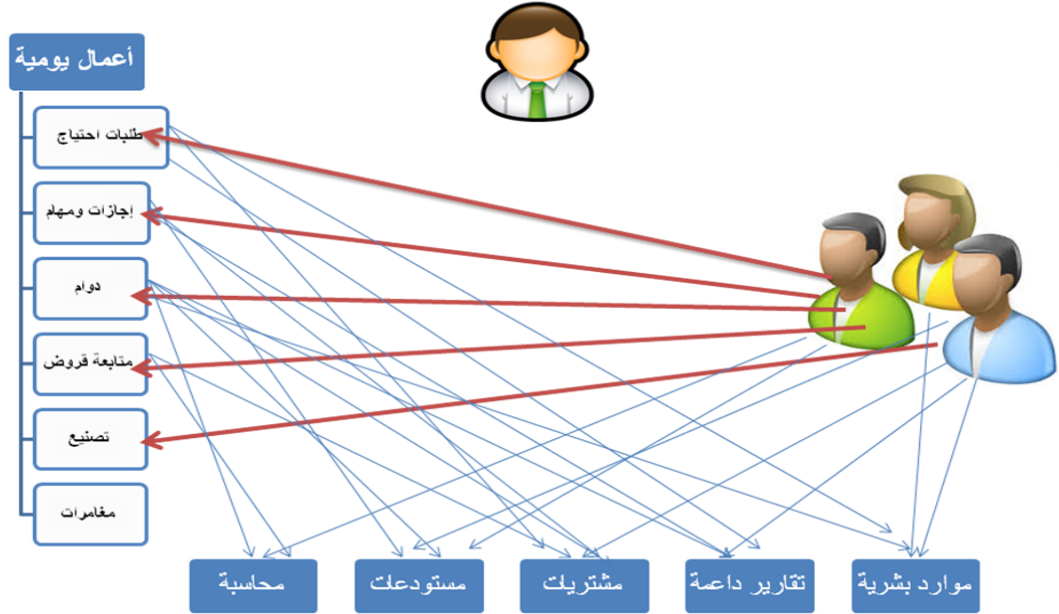 أعمال يومية
طلبات احتياج
إجازات ومهام
دوام
متابعة قروض
تصنيع
مغامرات
موارد بشرية
تقارير داعمة
مشتريات
مستودعات
محاسبة